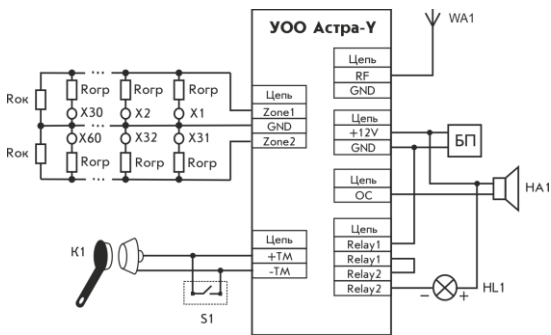 УОО Астра-Y
WA1
Цепь
RF
GND
Rок
Rогр
Rогр
Rогр
X30
X2
X1
Цепь
Zone1
GND
Zone2
Rок
X60
X32
X31
Rогр
Rогр
Rогр
Цепь
+12V
GND
БП
Цепь
ОС
HA1
K1
Цепь
+TM
-TM
S1
Цепь
Relay1
Relay1
Relay2
Relay2
− +
HL1